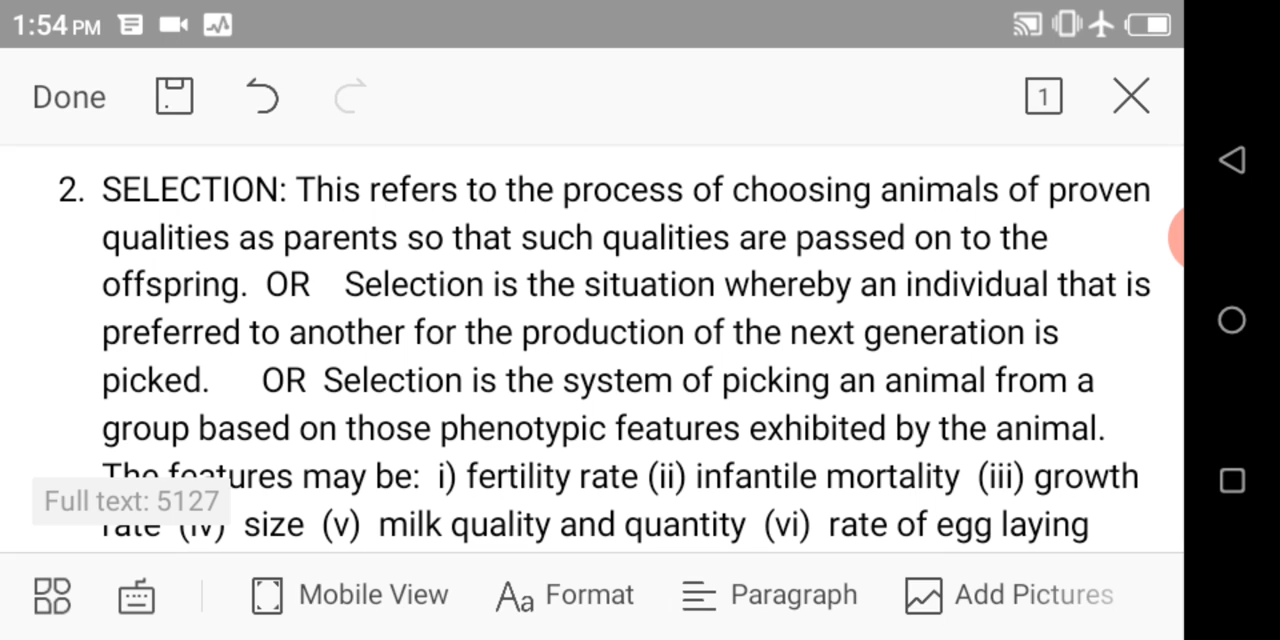 1:54 PM
Done
1
2. SELECTION: This refers to the process of choosing animals of proven
qualities as parents so that such qualities are passed on to the
offspring. OR Selection is the situation whereby an individual that is
preferred to another for the production of the next generation is
picked. OR Selection is the system of picking an animal from a
group based on those phenotypic features exhibited by the animal.
The features may be: i) fertility rate (ii) infantile mortality (iii) growth
Full text: 5127
rate (iv) size (v) milk quality and quantity (vi) rate of egg laying
Mobile View Aa Format Paragraph Add Pictures